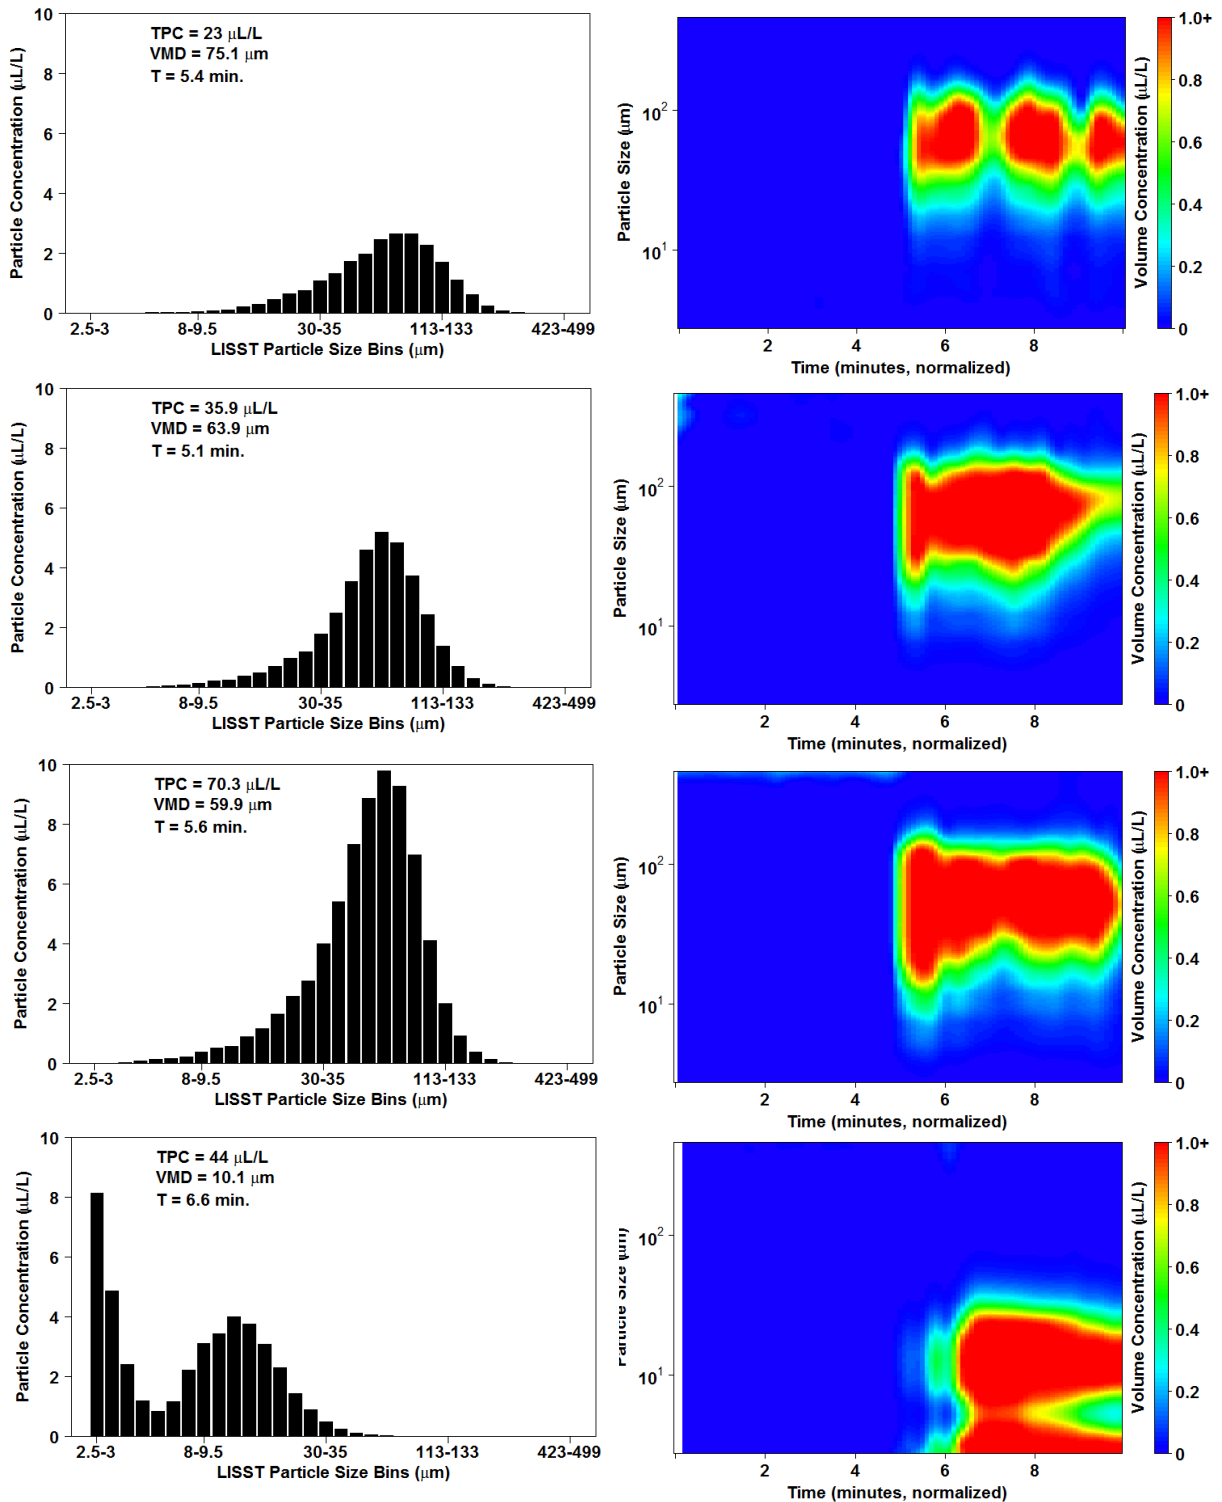 10
8
6
4
2
0
Particle Concentration (μL/L)
TPC = 23 μL/L
VMD = 75.1 μm
T = 5.4 min.
2.5-3 8-9.5 30-35 113-133 423-499
LISST Particle Size Bins (μm)
Particle Size (μm)
10²
10¹
2 4 6 8
Time (minutes, normalized)
1.0+
0.8
0.6
0.4
0.2
0
Volume Concentration (μL/L)
10
8
6
4
2
0
Particle Concentration (μL/L)
TPC = 35.9 μL/L
VMD = 63.9 μm
T = 5.1 min.
2.5-3 8-9.5 30-35 113-133 423-499
LISST Particle Size Bins (μm)
Particle Size (μm)
10²
10¹
2 4 6 8
Time (minutes, normalized)
1.0+
0.8
0.6
0.4
0.2
0
Volume Concentration (μL/L)
10
8
6
4
2
0
Particle Concentration (μL/L)
TPC = 70.3 μL/L
VMD = 59.9 μm
T = 5.6 min.
2.5-3 8-9.5 30-35 113-133 423-499
LISST Particle Size Bins (μm)
Particle Size (μm)
10²
10¹
2 4 6 8
Time (minutes, normalized)
1.0+
0.8
0.6
0.4
0.2
0
Volume Concentration (μL/L)
10
8
6
4
2
0
Particle Concentration (μL/L)
TPC = 44 μL/L
VMD = 10.1 μm
T = 6.6 min.
2.5-3 8-9.5 30-35 113-133 423-499
LISST Particle Size Bins (μm)
Particle Size (μm)
10²
10¹
2 4 6 8
Time (minutes, normalized)
1.0+
0.8
0.6
0.4
0.2
0
Volume Concentration (μL/L)